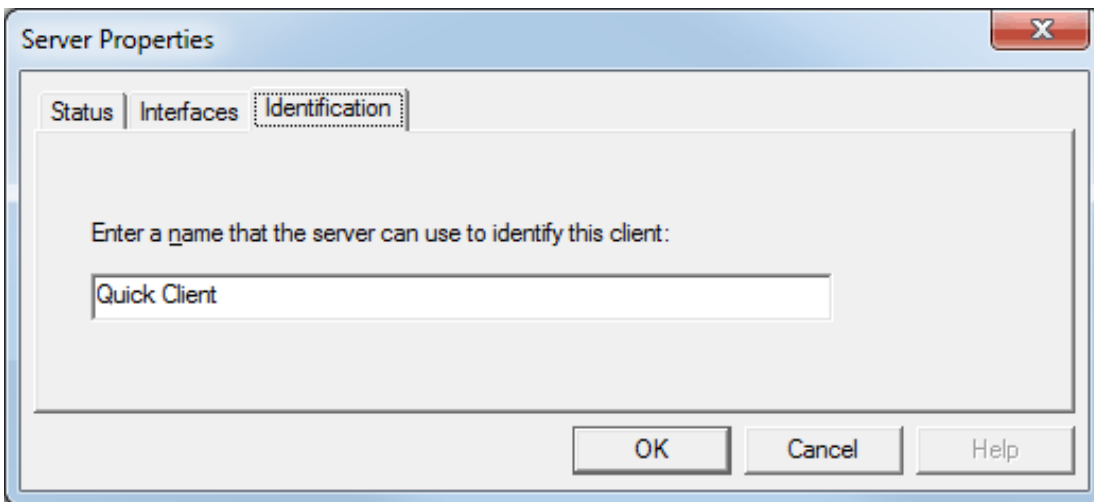 Server Properties
Status Interfaces Identification
Enter a name that the server can use to identify this client:
Quick Client
OK Cancel Help